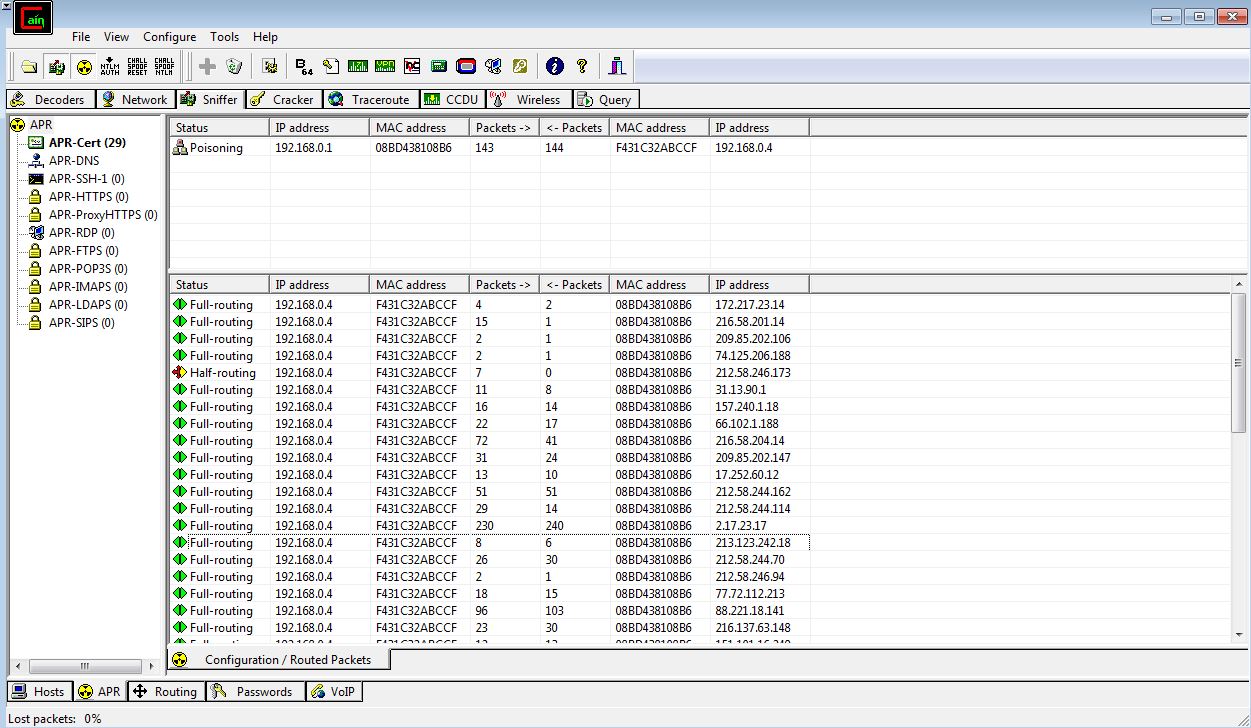 Cain
File View Configure Tools Help
NTLM AUTH CHALL SPOOF RESET CHALL SPOOF NTLM B64
Decoders Network Sniffer Cracker Traceroute CCDU Wireless Query
APR
APR-Cert (29)
APR-DNS
APR-SSH-1 (0)
APR-HTTPS (0)
APR-ProxyHTTPS (0)
APR-RDP (0)
APR-FTPS (0)
APR-POP3S (0)
APR-IMAPS (0)
APR-LDAPS (0)
APR-SIPS (0)
Status IP address MAC address Packets -> <- Packets MAC address IP address
Poisoning 192.168.0.1 08BD438108B6 143 144 F431C32ABCCF 192.168.0.4
Status IP address MAC address Packets -> <- Packets MAC address IP address
Full-routing 192.168.0.4 F431C32ABCCF 4 2 08BD438108B6 172.217.23.14
Full-routing 192.168.0.4 F431C32ABCCF 15 1 08BD438108B6 216.58.201.14
Full-routing 192.168.0.4 F431C32ABCCF 2 1 08BD438108B6 209.85.202.106
Full-routing 192.168.0.4 F431C32ABCCF 2 1 08BD438108B6 74.125.206.188
Half-routing 192.168.0.4 F431C32ABCCF 7 0 08BD438108B6 212.58.246.173
Full-routing 192.168.0.4 F431C32ABCCF 11 8 08BD438108B6 31.13.90.1
Full-routing 192.168.0.4 F431C32ABCCF 16 14 08BD438108B6 157.240.1.18
Full-routing 192.168.0.4 F431C32ABCCF 22 17 08BD438108B6 66.102.1.188
Full-routing 192.168.0.4 F431C32ABCCF 72 41 08BD438108B6 216.58.204.14
Full-routing 192.168.0.4 F431C32ABCCF 31 24 08BD438108B6 209.85.202.147
Full-routing 192.168.0.4 F431C32ABCCF 13 10 08BD438108B6 17.252.60.12
Full-routing 192.168.0.4 F431C32ABCCF 51 51 08BD438108B6 212.58.244.162
Full-routing 192.168.0.4 F431C32ABCCF 29 14 08BD438108B6 212.58.244.114
Full-routing 192.168.0.4 F431C32ABCCF 230 240 08BD438108B6 2.17.23.17
Full-routing 192.168.0.4 F431C32ABCCF 8 6 08BD438108B6 213.123.242.18
Full-routing 192.168.0.4 F431C32ABCCF 26 30 08BD438108B6 212.58.244.70
Full-routing 192.168.0.4 F431C32ABCCF 2 1 08BD438108B6 212.58.246.94
Full-routing 192.168.0.4 F431C32ABCCF 18 15 08BD438108B6 77.72.112.213
Full-routing 192.168.0.4 F431C32ABCCF 96 103 08BD438108B6 88.221.18.141
Full-routing 192.168.0.4 F431C32ABCCF 23 30 08BD438108B6 216.137.63.148
Configuration / Routed Packets
Hosts APR Routing Passwords VoIP
Lost packets: 0%